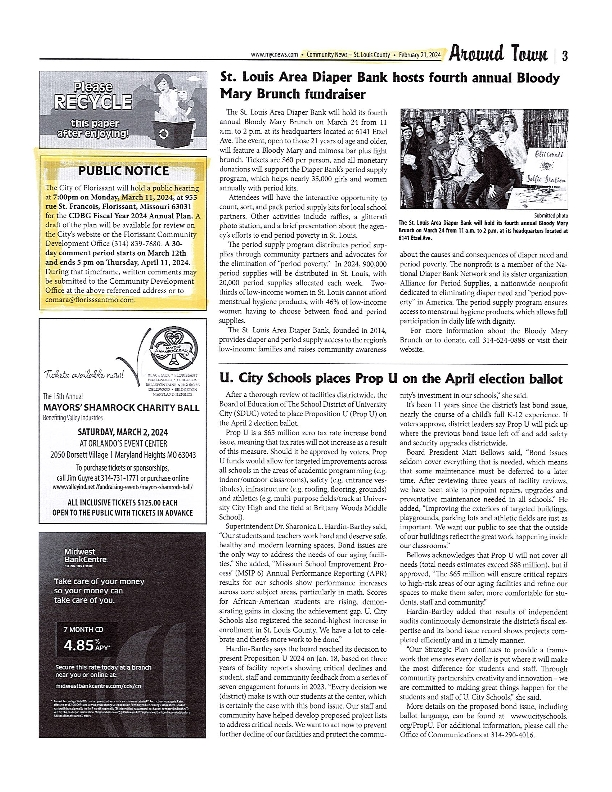 www.mycnews.com • Community News – St. Louis County • February 21, 2024 Around Town 3
Please
RECYCLE
this paper
after enjoying!
PUBLIC NOTICE
The City of Florissant will hold a public hearing
at 7:00pm on Monday, March 11, 2024, at 955
rue St. Francois, Florissant, Missouri 63031
for the CDBG Fiscal Year 2024 Annual Plan. A
draft of the plan will be available for review on
the City's website or the Florissant Community
Development Office (314) 839-7680. A 30-
day comment period starts on March 12th
and ends 5 pm on Thursday, April 11, 2024.
During that timeframe, written comments may
be submitted to the Community Development
Office at the above referenced address or to
Tickets available now!
The 15th Annual
MAYORS' SHAMROCK CHARITY BALL
Benefiting Valley Industries
SATURDAY, MARCH 2, 2024
AT ORLANDO'S EVENT CENTER
2050 Dorsett Village | Maryland Heights MO 63043
To purchase tickets or sponsorships,
call Jim Guyre at 314-731-1771 or purchase online
www.valleyind.net/fundraising-events/mayors-shamrock-ball/
ALL INCLUSIVE TICKETS $125.00 EACH
OPEN TO THE PUBLIC WITH TICKETS IN ADVANCE
Midwest
BankCentre
Take care of your money
so your money can
take care of you.
7 MONTH CD
4.85% APY*
Secure this rate today at a branch
near you or online at:
midwestbankcentre.com/cds/cn
St. Louis Area Diaper Bank hosts fourth annual Bloody
Mary Brunch fundraiser
The St. Louis Area Diaper Bank will hold its fourth
annual Bloody Mary Brunch on March 24 from 11
a.m. to 2 p.m. at its headquarters located at 6141 Etzel
Ave. The event, open to those 21 years of age and older,
will feature a Bloody Mary and mimosa bar plus light
brunch. Tickets are $60 per person, and all monetary
donations will support the Diaper Bank's period supply
program, which helps nearly 35,000 girls and women
annually with period kits.
Attendees will have the interactive opportunity to
count, sort, and pack period supply kits for local school
partners. Other activities include raffles, a glitterati
photo station, and a brief presentation about the agen-
cy's efforts to end period poverty in St. Louis.
The period supply program distributes period sup-
plies through community partners and advocates for
the elimination of "period poverty." In 2024, 900,000
period supplies will be distributed in St. Louis, with
20,000 period supplies allocated each week. Two-
thirds of low-income women in St. Louis cannot afford
menstrual hygiene products, with 46% of low-income
women having to choose between food and period
supplies.
The St. Louis Area Diaper Bank, founded in 2014,
provides diaper and period supply access to the region's
low-income families and raises community awareness
Glitterati
Selfie Station
Submitted photo
The St. Louis Area Diaper Bank will hold its fourth annual Bloody Mary
Brunch on March 24 from 11 a.m. to 2 p.m. at its headquarters located at
6141 Etzel Ave.
about the causes and consequences of diaper need and
period poverty. The nonprofit is a member of the Na-
tional Diaper Bank Network and its sister organization
Alliance for Period Supplies, a nationwide nonprofit
dedicated to eliminating diaper need and "period pov-
erty" in America. The period supply program ensures
access to menstrual hygiene products, which allows full
participation in daily life with dignity.
For more information about the Bloody Mary
Brunch or to donate, call 314-624-0888 or visit their
website.
U. City Schools places Prop U on the April election ballot
After a thorough review of facilities districtwide, the
Board of Education of The School District of University
City (SDUC) voted to place Proposition U (Prop U) on
the April 2 election ballot.
Prop U is a $65 million zero tax rate increase bond
issue, meaning that tax rates will not increase as a result
of this measure. Should it be approved by voters, Prop
U funds would allow for targeted improvements across
all schools in the areas of academic programming (e.g.
indoor/outdoor classrooms), safety (e.g. entrance ves-
tibules), infrastructure (e.g. roofing, flooring, grounds)
and athletics (e.g. multi-purpose field/track at Univer-
sity City High and the field at Brittany Woods Middle
School).
Superintendent Dr. Sharonica L. Hardin-Bartley said,
"Our students and teachers work hard and deserve safe,
healthy and modern learning spaces. Bond issues are
the only way to address the needs of our aging facili-
ties." She added, "Missouri School Improvement Pro-
cess' (MSIP 6) Annual Performance Reporting (APR)
results for our schools show performance increases
across core subject areas, particularly in math. Scores
for African-American students are rising, demon-
strating gains in closing the achievement gap. U. City
Schools also registered the second-highest increase in
enrollment in St. Louis County. We have a lot to cele-
brate and there's more work to be done."
Hardin-Bartley says the board reached its decision to
present Proposition U 2024 on Jan. 18, based on three
years of facility reports showing critical declines and
student, staff and community feedback from a series of
seven engagement forums in 2023. "Every decision we
(district) make is with our students at the center, which
is certainly the case with this bond issue. Our staff and
community have helped develop proposed project lists
to address critical needs. We want to act now to prevent
further decline of our facilities and protect the commu-
nity's investment in our schools," she said.
It's been 11 years since the district's last bond issue,
nearly the course of a child's full K-12 experience. If
voters approve, district leaders say Prop U will pick up
where the previous bond issue left off and add safety
and security upgrades districtwide.
Board President Matt Bellows said, "Bond issues
seldom cover everything that is needed, which means
that some maintenance must be deferred to a later
time. After reviewing three years of facility reviews,
we have been able to pinpoint repairs, upgrades and
preventative maintenance needed in all schools." He
added, "Improving the exteriors of targeted buildings,
playgrounds, parking lots and athletic fields are just as
important. We want our public to see that the outside
of our buildings reflect the great work happening inside
our classrooms."
Bellows acknowledges that Prop U will not cover all
needs (total needs estimates exceed $88 million), but if
approved, "The $65 million will ensure critical repairs
to high-risk areas of our aging facilities and refine our
spaces to make them safer, more comfortable for stu-
dents, staff and community."
Hardin-Bartley added that results of independent
audits continuously demonstrate the district's fiscal ex-
pertise and its bond issue record shows projects com-
pleted efficiently and in a timely manner.
"Our Strategic Plan continues to provide a frame-
work that ensures every dollar is put where it will make
the most difference for students and staff. Through
community partnerships, creativity and innovation – we
are committed to making great things happen for the
students and staff of U. City Schools," she said.
More details on the proposed bond issue, including
ballot language, can be found at www.ucityschools.
org/PropU. For additional information, please call the
Office of Communications at 314-290-4016.